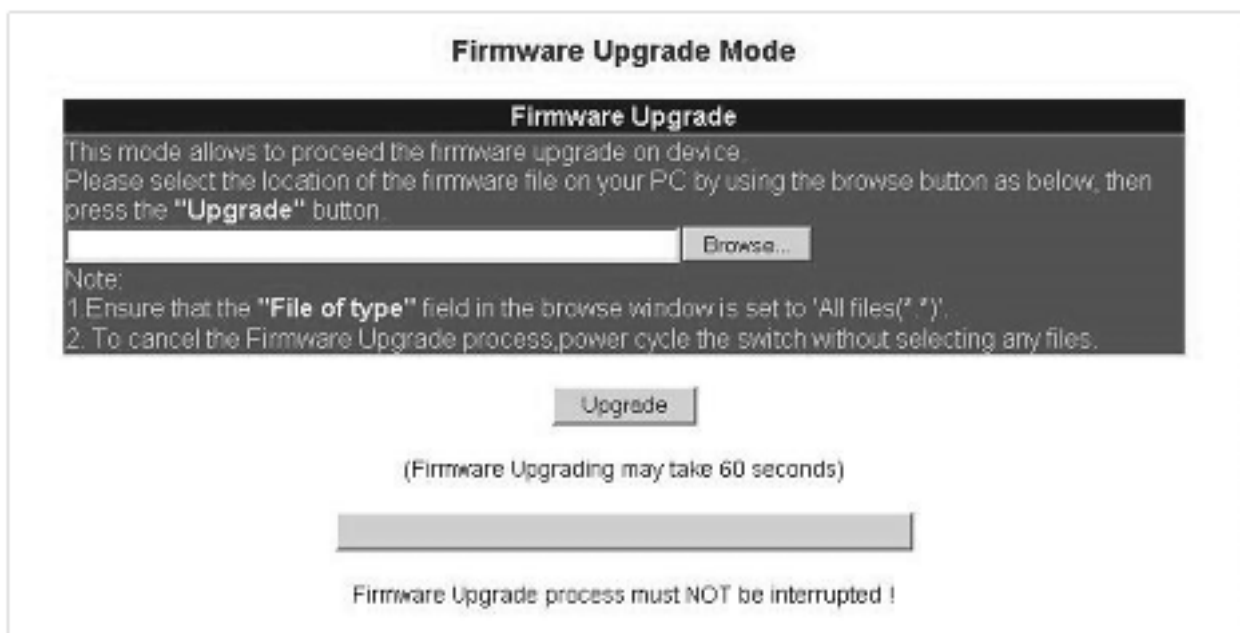 Firmware Upgrade Mode
Firmware Upgrade
This mode allows to proceed the firmware upgrade on device.
Please select the location of the firmware file on your PC by using the browse button as below, then
press the "Upgrade" button.
Browse...
Note:
1.Ensure that the "File of type" field in the browse window is set to 'All files(*.*)'.
2. To cancel the Firmware Upgrade process,power cycle the switch without selecting any files.
Upgrade
(Firmware Upgrading may take 60 seconds)
Firmware Upgrade process must NOT be interrupted !